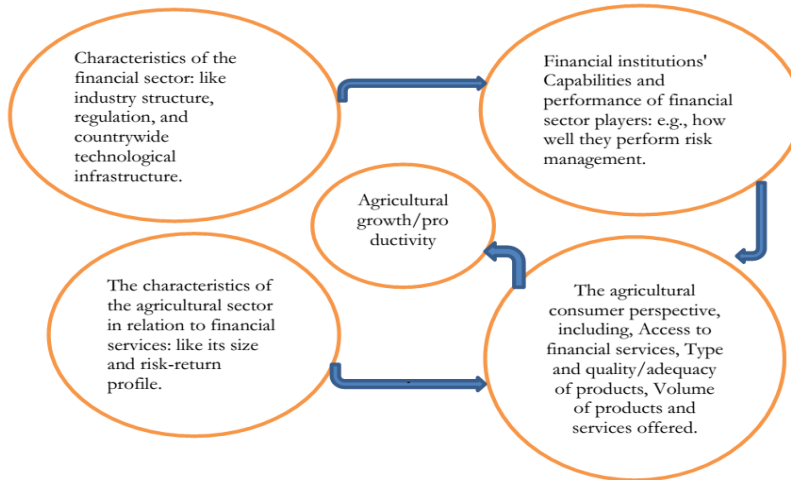 Characteristics of the
financial sector: like
industry structure,
regulation, and
countrywide
technological
infrastructure.
Financial institutions'
Capabilities and
performance of financial
sector players: e.g., how
well they perform risk
management.
Agricultural
growth/pro
ductivity
The characteristics of
the agricultural sector
in relation to financial
services: like its size
and risk-return
profile.
The agricultural
consumer perspective,
including, Access to
financial services, Type
and quality/adequacy
of products, Volume
of products and
services offered.